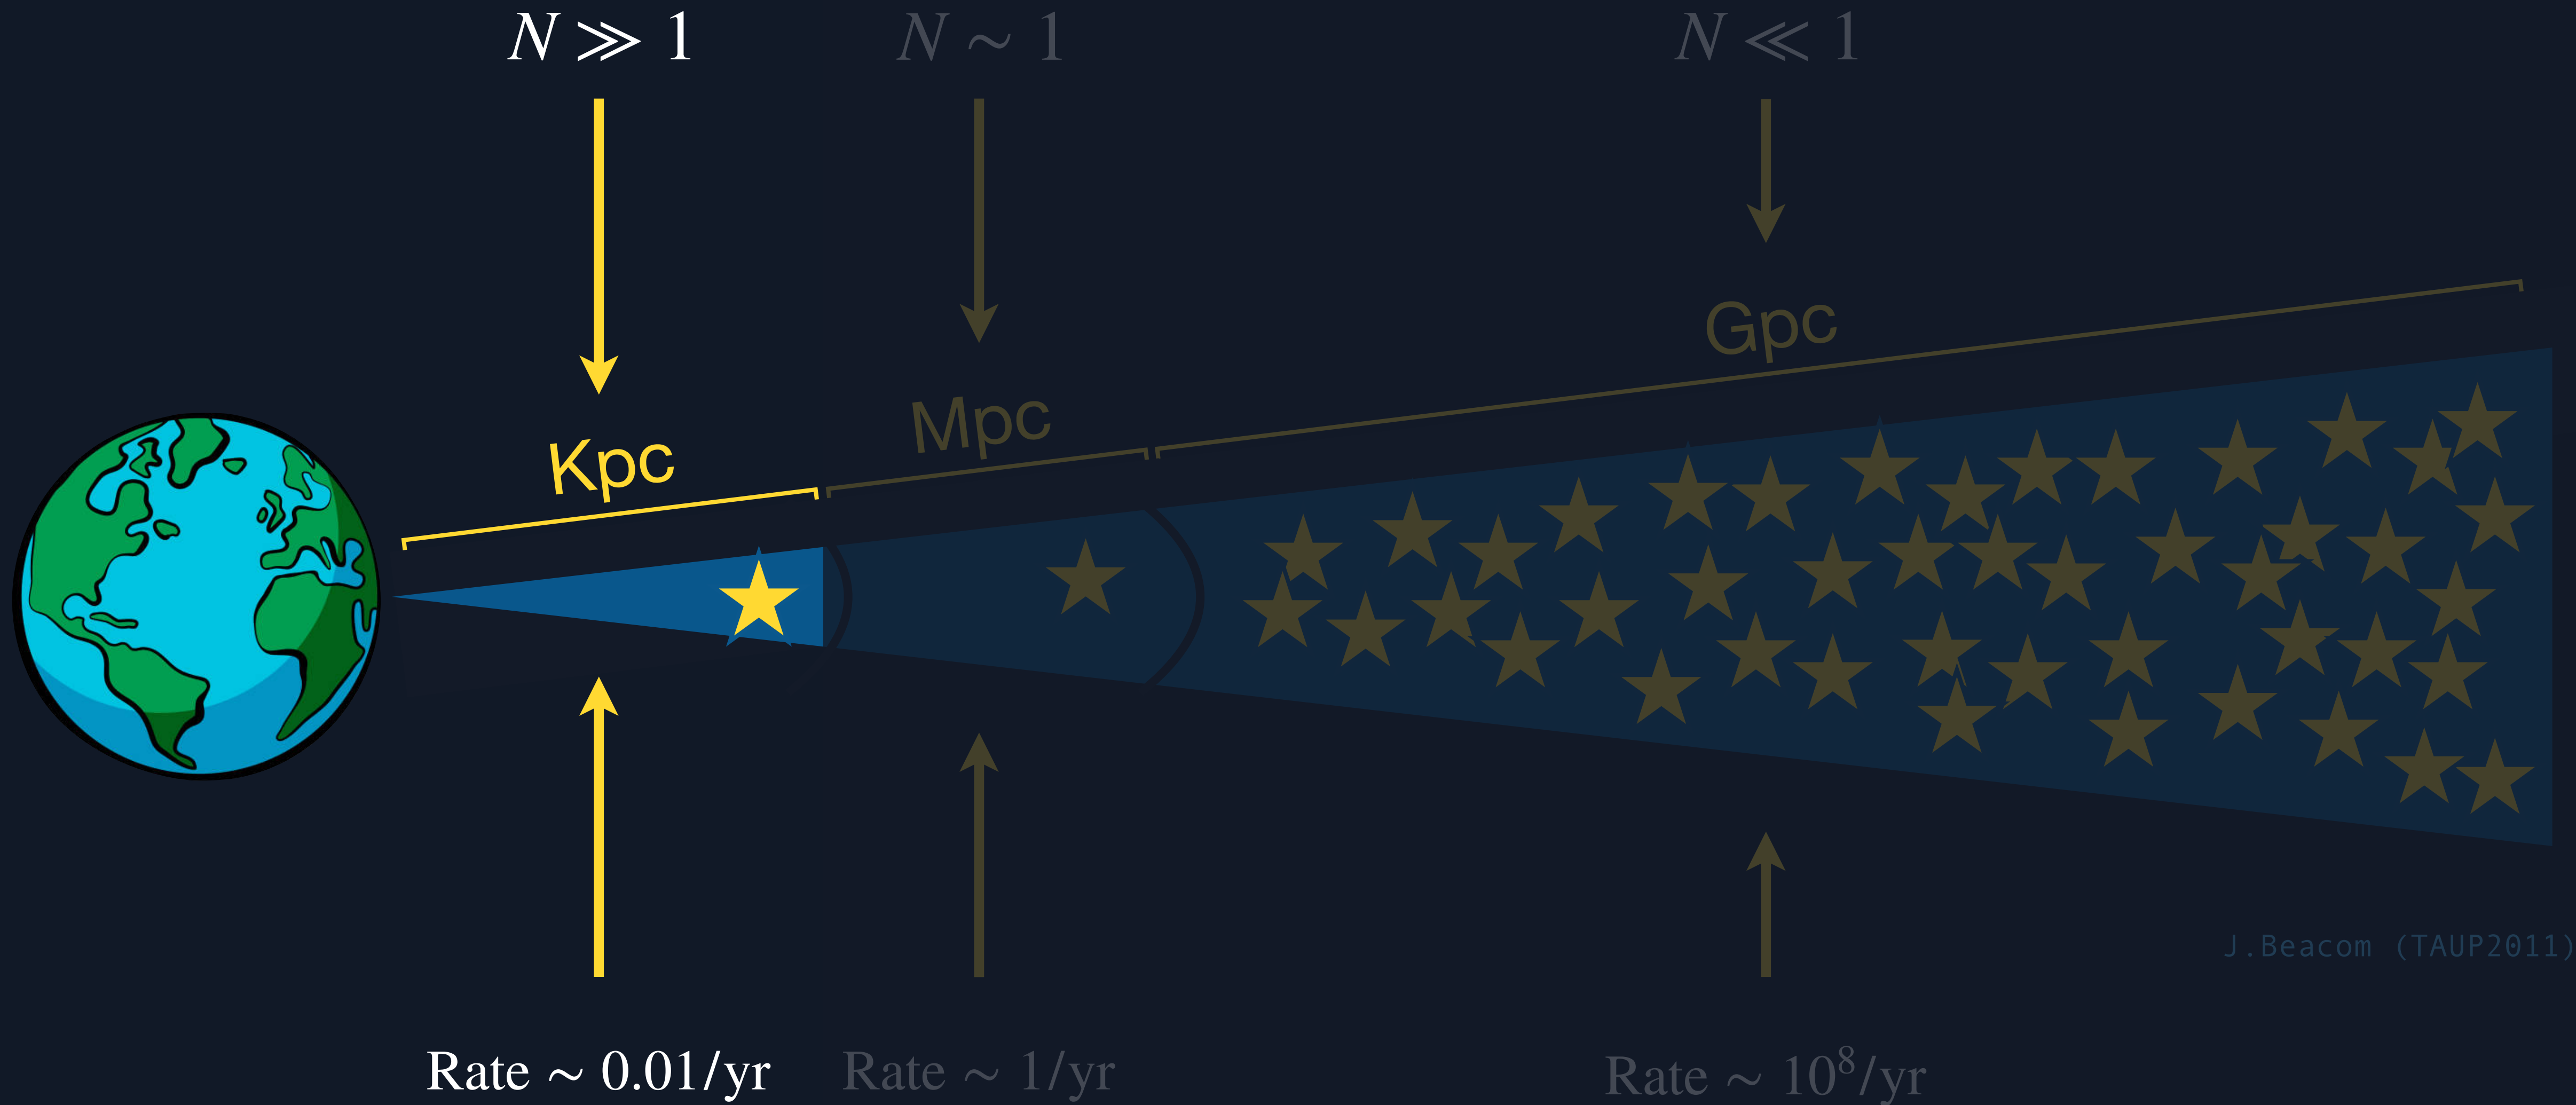 N ≫ 1
N ∼ 1
N ≪ 1
Gpc
Mpc
Kpc
J.Beacom (TAUP2011)
Rate ∼ 0.01/yr
Rate ∼ 1/yr
Rate ∼ 10⁸/yr